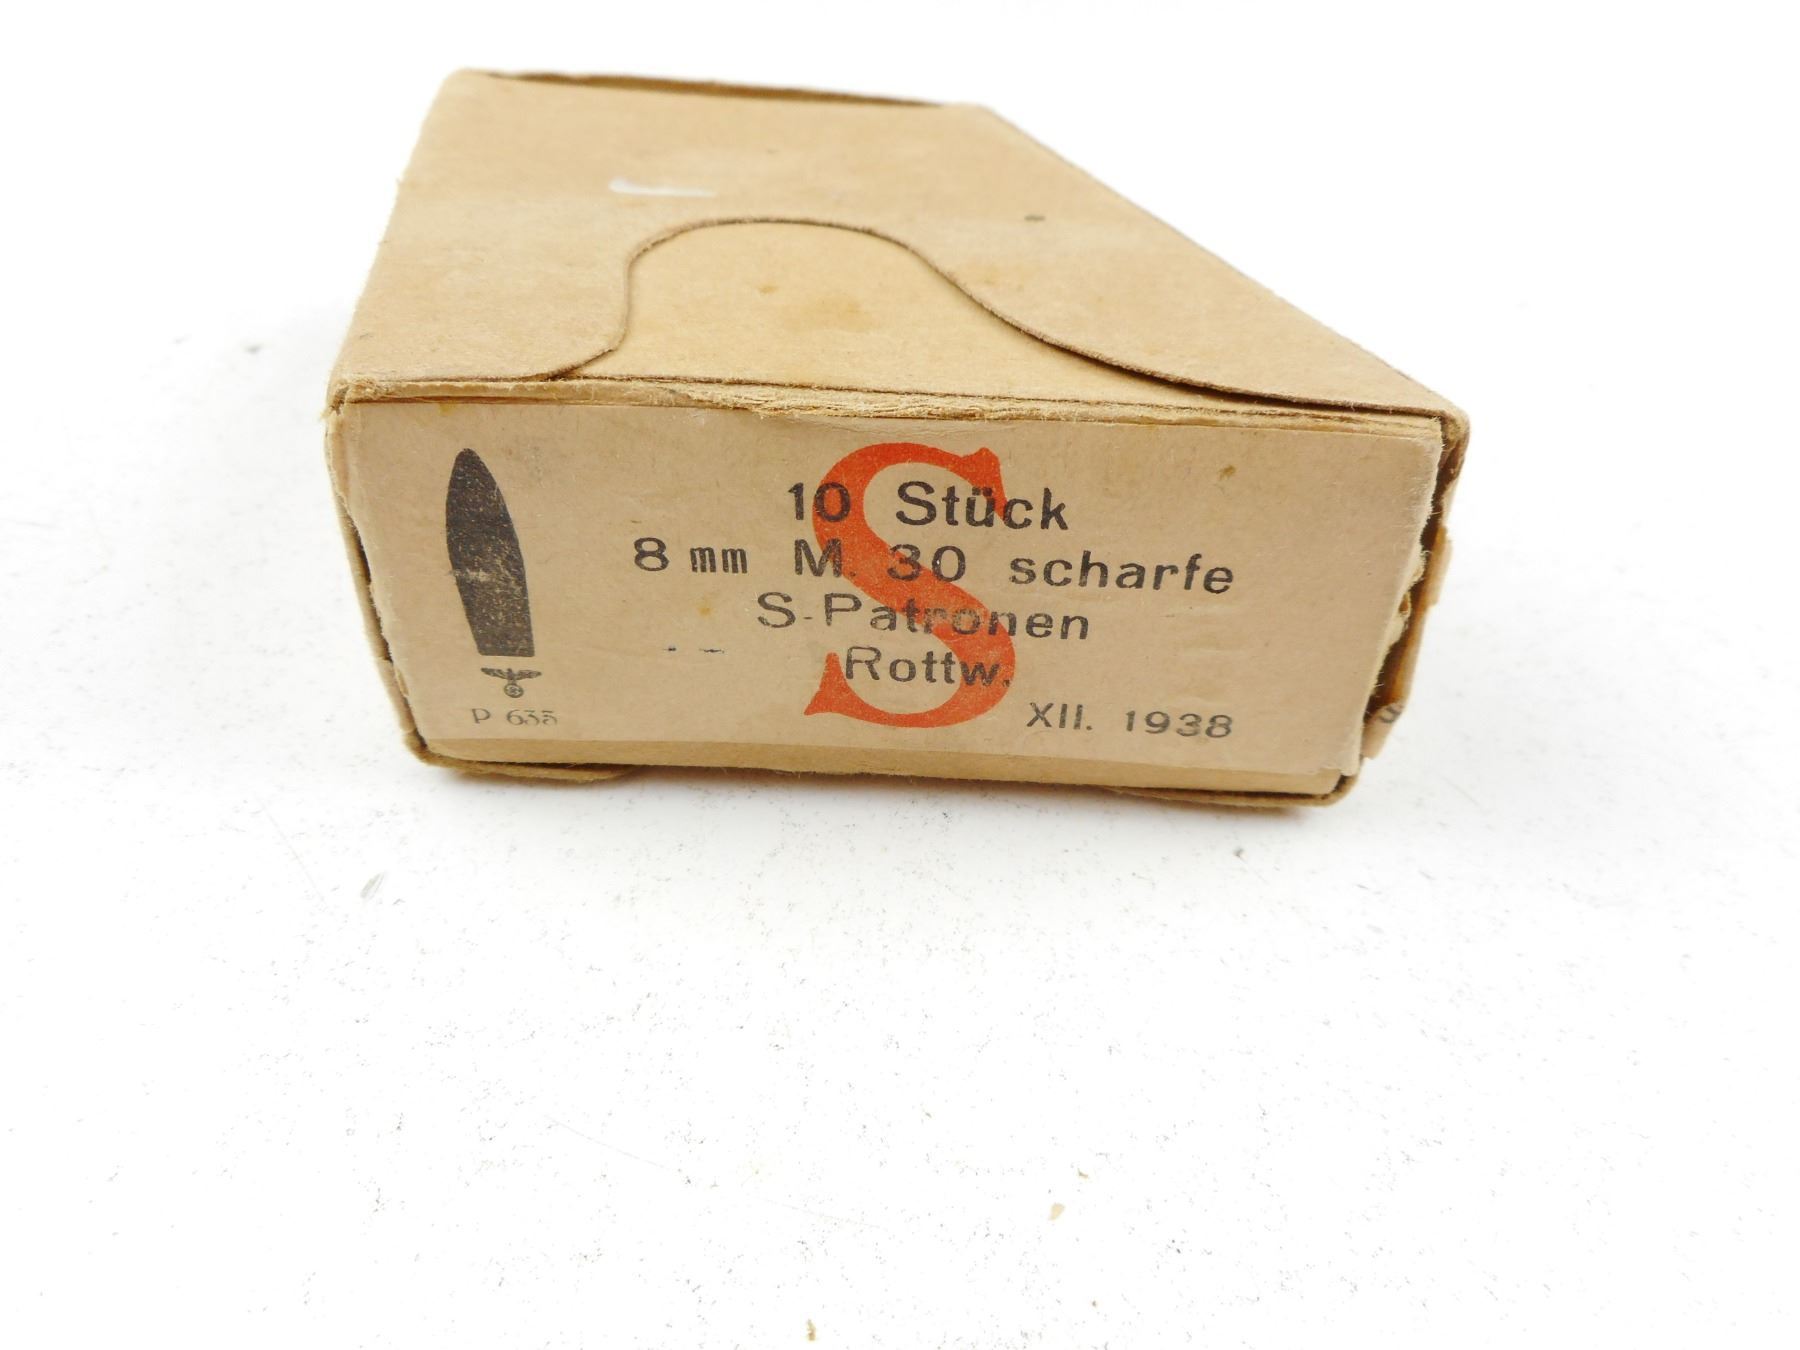 S
10 Stück
8 mm M. 30 scharfe
S-Patronen
Rottw.
P 635
XII. 1938